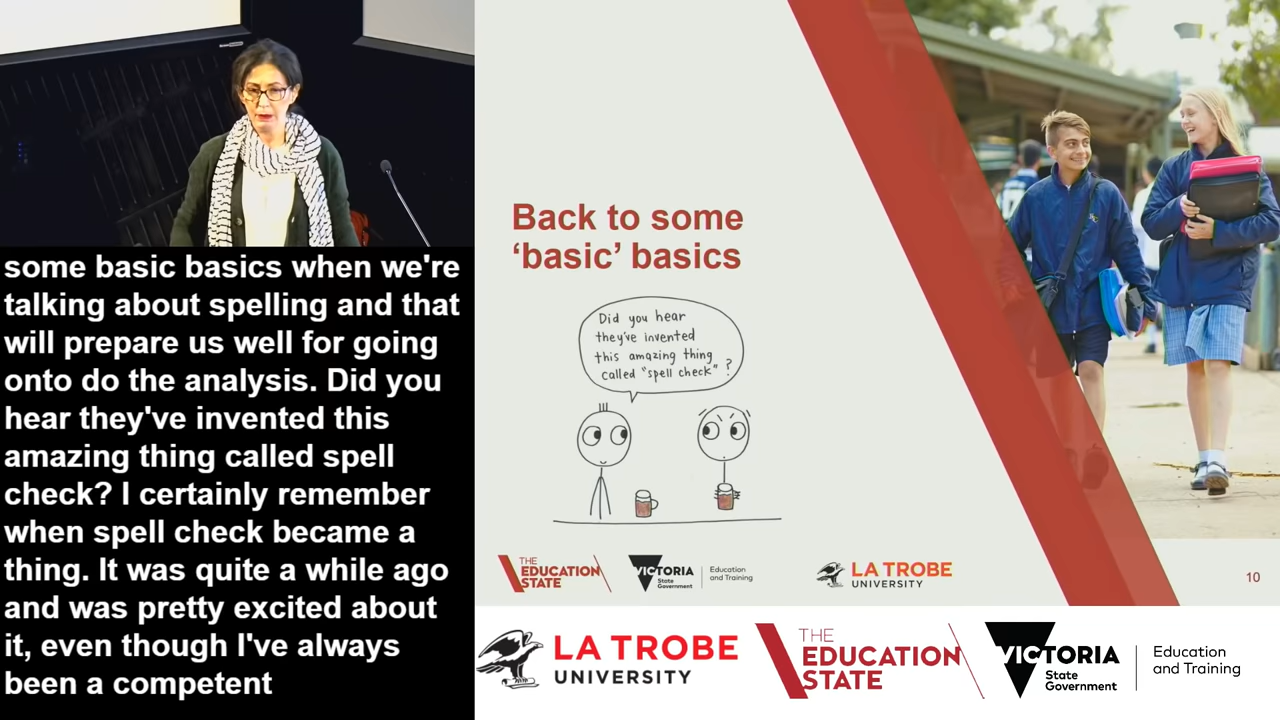 some basic basics when we're
talking about spelling and that
will prepare us well for going
onto do the analysis. Did you
hear they've invented this
amazing thing called spell
check? I certainly remember
when spell check became a
thing. It was quite a while ago
and was pretty excited about
it, even though I've always
been a competent
Back to some
‘basic’ basics
Did you hear
they've invented
this amazing thing
called "spell check" ?
THE
EDUCATION
STATE
VICTORIA
State
Government
Education
and Training
LA TROBE
UNIVERSITY
10
LA TROBE
UNIVERSITY
THE
EDUCATION
STATE
VICTORIA
State
Government
Education
and Training